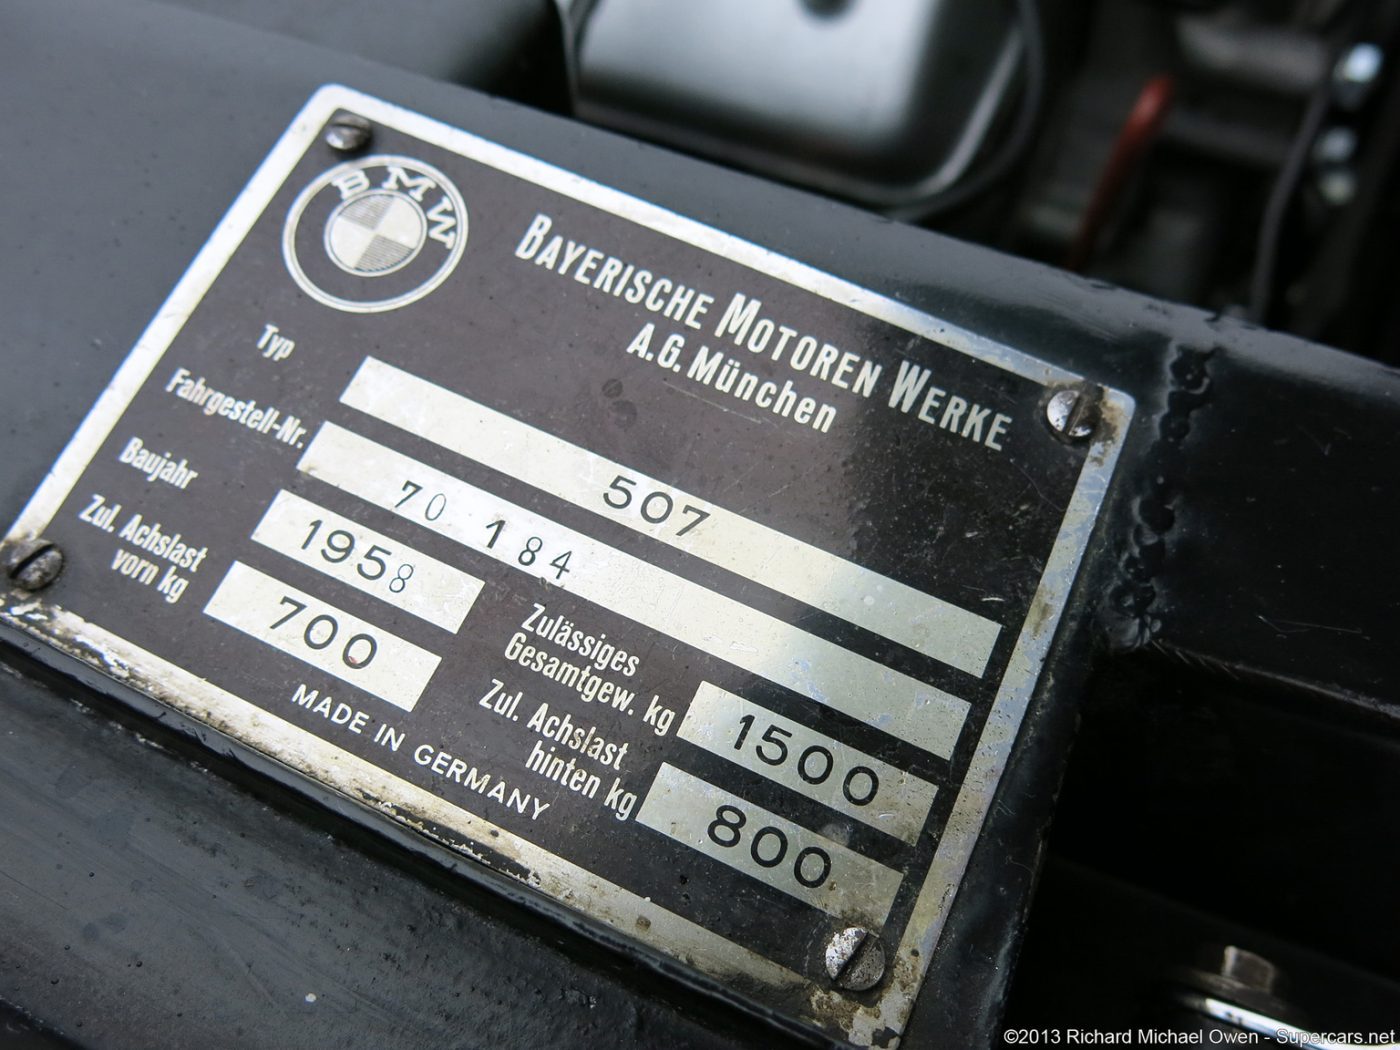 BMW
BAYERISCHE MOTOREN WERKE
A.G. München
Typ 507
Fahrgestell-Nr. 70 184
Baujahr 1958
Zul. Achslast
vorn kg 700
Zulässiges
Gesamtgew. kg 1500
Zul. Achslast
hinten kg 800
MADE IN GERMANY
©2013 Richard Michael Owen - Supercars.net